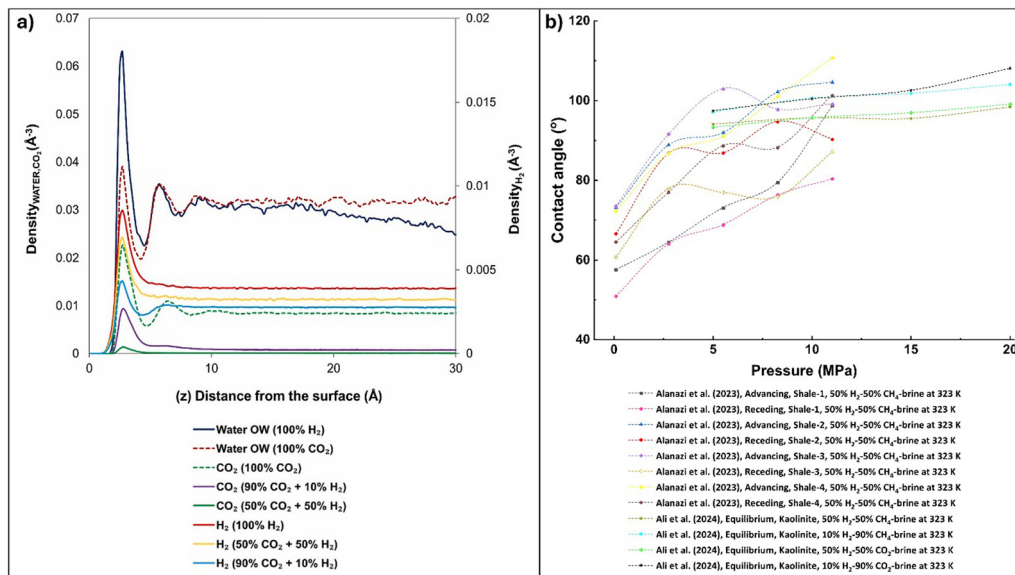 a)
0.07
0.06
0.05
0.04
0.03
0.02
0.01
0
0.02
0.015
0.01
0.005
0
Density_WATER,CO₂(Å⁻³)
Density_H₂ (Å⁻³)
0 10 20 30
(z) Distance from the surface (Å)
Water OW (100% H₂)
Water OW (100% CO₂)
CO₂ (100% CO₂)
CO₂ (90% CO₂ + 10% H₂)
CO₂ (50% CO₂ + 50% H₂)
H₂ (100% H₂)
H₂ (50% CO₂ + 50% H₂)
H₂ (90% CO₂ + 10% H₂)
b)
120
100
80
60
40
Contact angle (°)
0 5 10 15 20
Pressure (MPa)
Alanazi et al. (2023), Advancing, Shale-1, 50% H₂-50% CH₄-brine at 323 K
Alanazi et al. (2023), Receding, Shale-1, 50% H₂-50% CH₄-brine at 323 K
Alanazi et al. (2023), Advancing, Shale-2, 50% H₂-50% CH₄-brine at 323 K
Alanazi et al. (2023), Receding, Shale-2, 50% H₂-50% CH₄-brine at 323 K
Alanazi et al. (2023), Advancing, Shale-3, 50% H₂-50% CH₄-brine at 323 K
Alanazi et al. (2023), Receding, Shale-3, 50% H₂-50% CH₄-brine at 323 K
Alanazi et al. (2023), Advancing, Shale-4, 50% H₂-50% CH₄-brine at 323 K
Alanazi et al. (2023), Receding, Shale-4, 50% H₂-50% CH₄-brine at 323 K
Ali et al. (2024), Equilibrium, Kaolinite, 50% H₂-50% CH₄-brine at 323 K
Ali et al. (2024), Equilibrium, Kaolinite, 10% H₂-90% CH₄-brine at 323 K
Ali et al. (2024), Equilibrium, Kaolinite, 50% H₂-50% CO₂-brine at 323 K
Ali et al. (2024), Equilibrium, Kaolinite, 10% H₂-90% CO₂-brine at 323 K